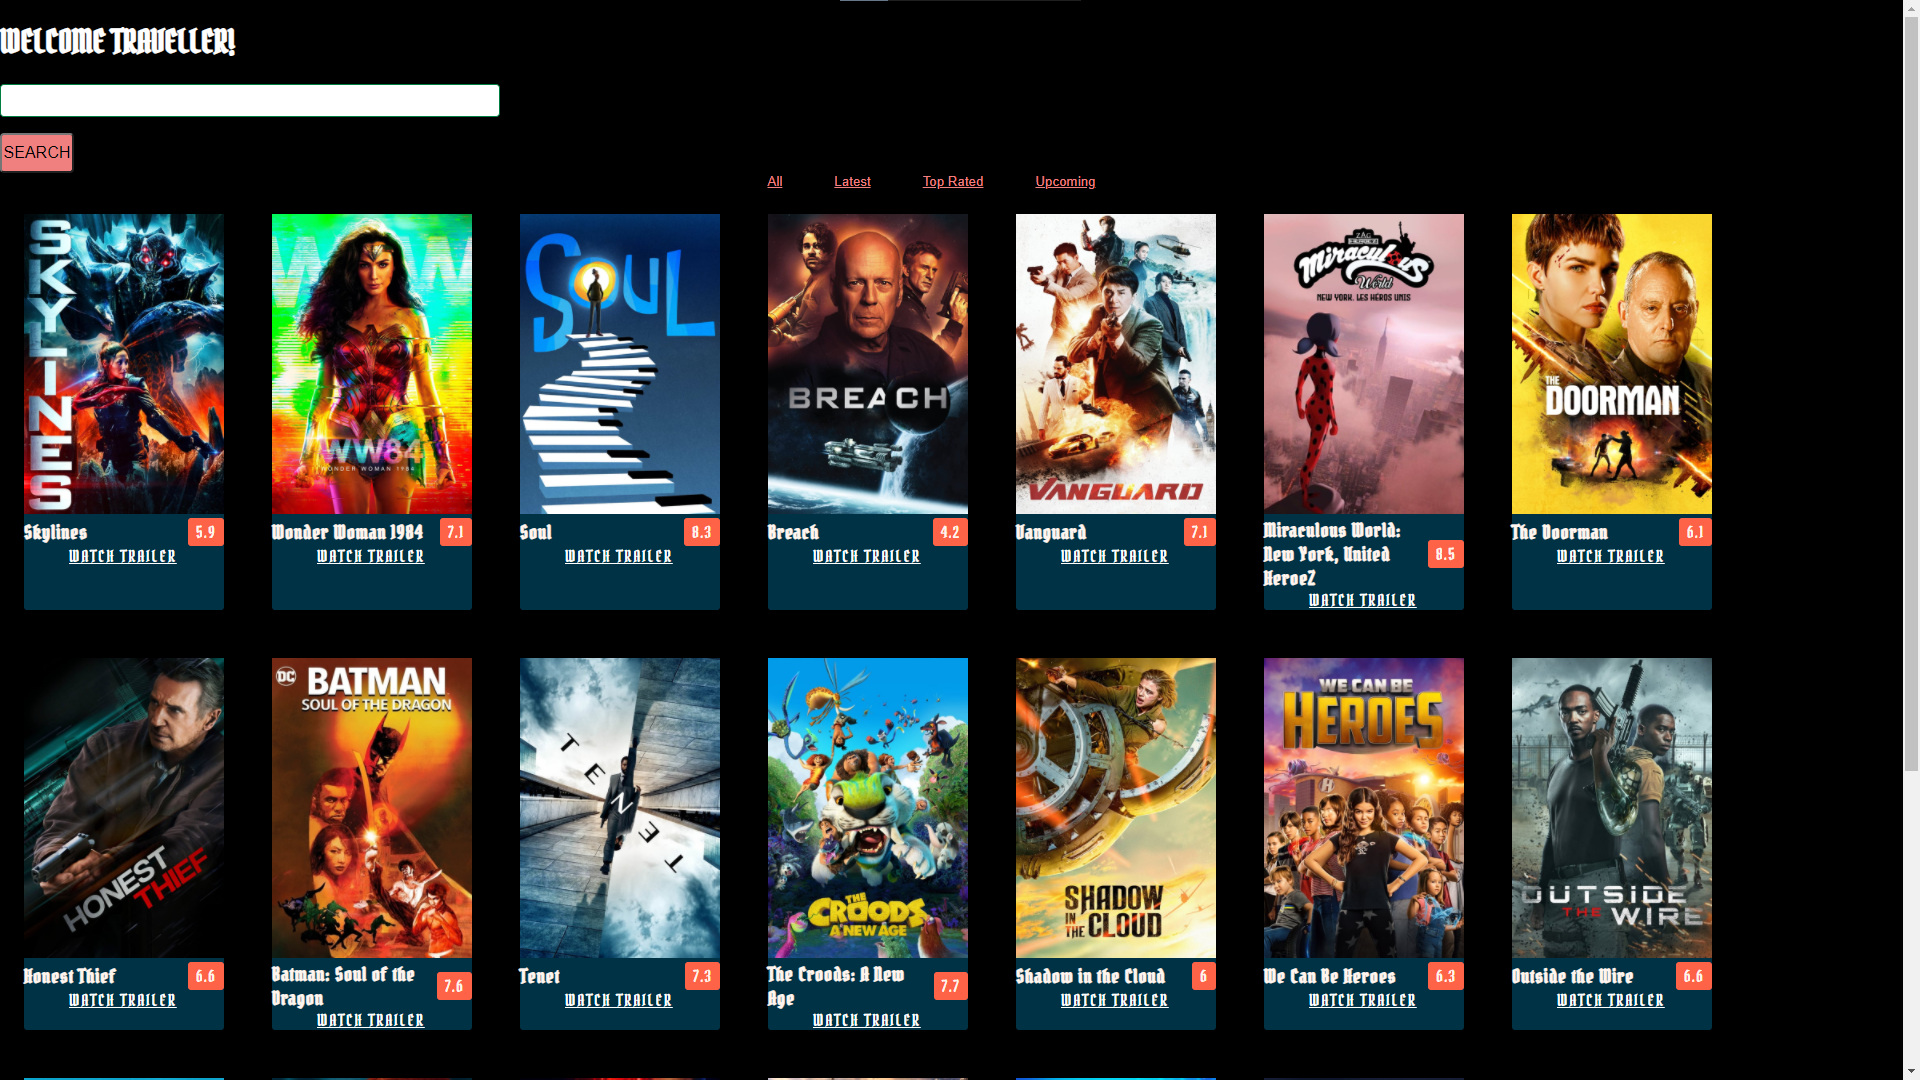 WELCOME TRAVELLER!
SEARCH
All Latest Top Rated Upcoming
SKYLINES
WW84
WONDER WOMAN 1984
SOUL
BREACH
VANGUARD
ZAG
Miraculous
World
NEW YORK, LES HÉROS UNIS
THE
DOORMAN
Skylines 5.9
WATCH TRAILER
Wonder Woman 1984 7.1
WATCH TRAILER
Soul 8.3
WATCH TRAILER
Breach 4.2
WATCH TRAILER
Vanguard 7.1
WATCH TRAILER
Miraculous World:
New York, United
HeroeZ
8.5
WATCH TRAILER
The Doorman 6.1
WATCH TRAILER
HONEST
THIEF
DC
BATMAN
SOUL OF THE DRAGON
TENET
THE
CROODS
A NEW AGE
SHADOW
IN THE CLOUD
WE CAN BE
HEROES
OUTSIDE
THE WIRE
Honest Thief 6.6
WATCH TRAILER
Batman: Soul of the
Dragon
7.6
WATCH TRAILER
Tenet 7.3
WATCH TRAILER
The Croods: A New
Age
7.7
WATCH TRAILER
Shadow in the Cloud 6
WATCH TRAILER
We Can Be Heroes 6.3
WATCH TRAILER
Outside the Wire 6.6
WATCH TRAILER